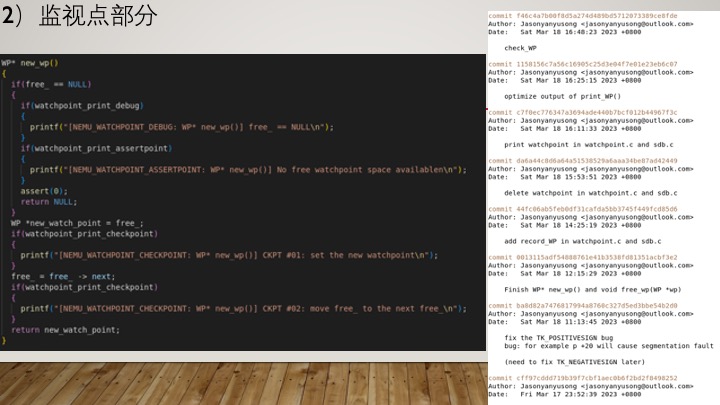 2）监视点部分
WP* new_wp()
{
if(free_ == NULL)
{
if(watchpoint_print_debug)
{
printf("[NEMU_WATCHPOINT_DEBUG: WP* new_wp()] free_ == NULL\n");
}
if(watchpoint_print_assertpoint)
{
printf("[NEMU_WATCHPOINT_ASSERTPOINT: WP* new_wp()] No free watchpoint space availablen\n");
}
assert(0);
return NULL;
}
WP *new_watch_point = free_;
if(watchpoint_print_checkpoint)
{
printf("[NEMU_WATCHPOINT_CHECKPOINT: WP* new_wp()] CKPT #01: set the new watchpoint\n");
}
free_ = free_ -> next;
if(watchpoint_print_checkpoint)
{
printf("[NEMU_WATCHPOINT_CHECKPOINT: WP* new_wp()] CKPT #02: move free_ to the next free_\n");
}
return new_watch_point;
}
commit
Author: Jasonyanyusong <jasonyanyusong@outlook.com>
Date: Sat Mar 18 16:48:23 2023 +0800
check_WP
commit
Author: Jasonyanyusong <jasonyanyusong@outlook.com>
Date: Sat Mar 18 16:25:15 2023 +0800
optimize output of print_WP()
commit
Author: Jasonyanyusong <jasonyanyusong@outlook.com>
Date: Sat Mar 18 16:11:33 2023 +0800
print watchpoint in watchpoint.c and sdb.c
commit
Author: Jasonyanyusong <jasonyanyusong@outlook.com>
Date: Sat Mar 18 15:53:51 2023 +0800
delete watchpoint in watchpoint.c and sdb.c
commit
Author: Jasonyanyusong <jasonyanyusong@outlook.com>
Date: Sat Mar 18 14:25:19 2023 +0800
add record_WP in watchpoint.c and sdb.c
commit
Author: Jasonyanyusong <jasonyanyusong@outlook.com>
Date: Sat Mar 18 12:15:29 2023 +0800
Finish WP* new_wp() and void free_wp(WP *wp)
commit
Author: Jasonyanyusong <jasonyanyusong@outlook.com>
Date: Sat Mar 18 11:13:45 2023 +0800
fix the TK_POSITIVESIGN bug
bug: for example p +20 will cause segmentation fault
(need to fix TK_NEGATIVESIGN later)
commit
Author: Jasonyanyusong <jasonyanyusong@outlook.com>
Date: Fri Mar 17 23:52:39 2023 +0800